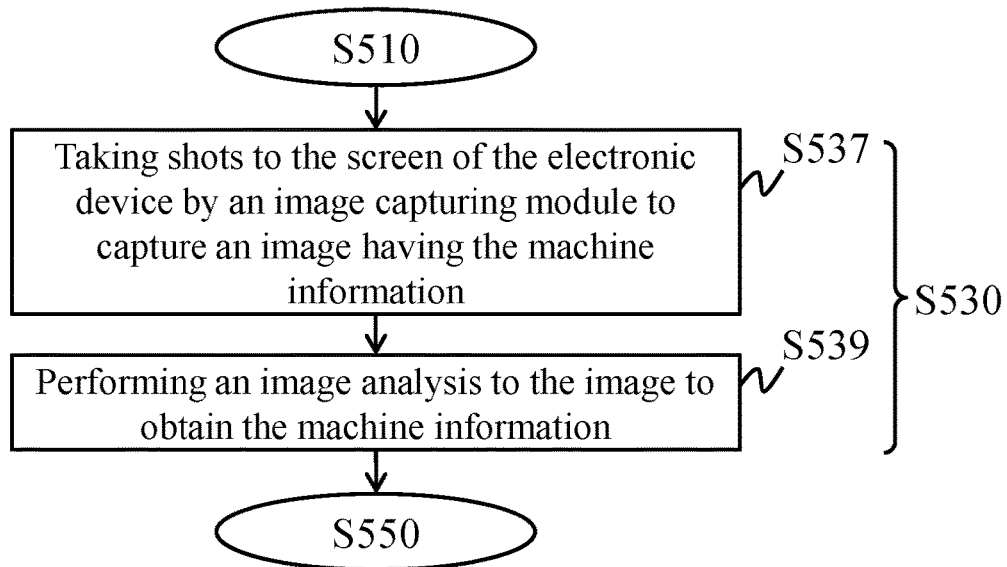 S510
Taking shots to the screen of the electronic
device by an image capturing module to
capture an image having the machine
information
S537
S530
S539
Performing an image analysis to the image to
obtain the machine information
S550